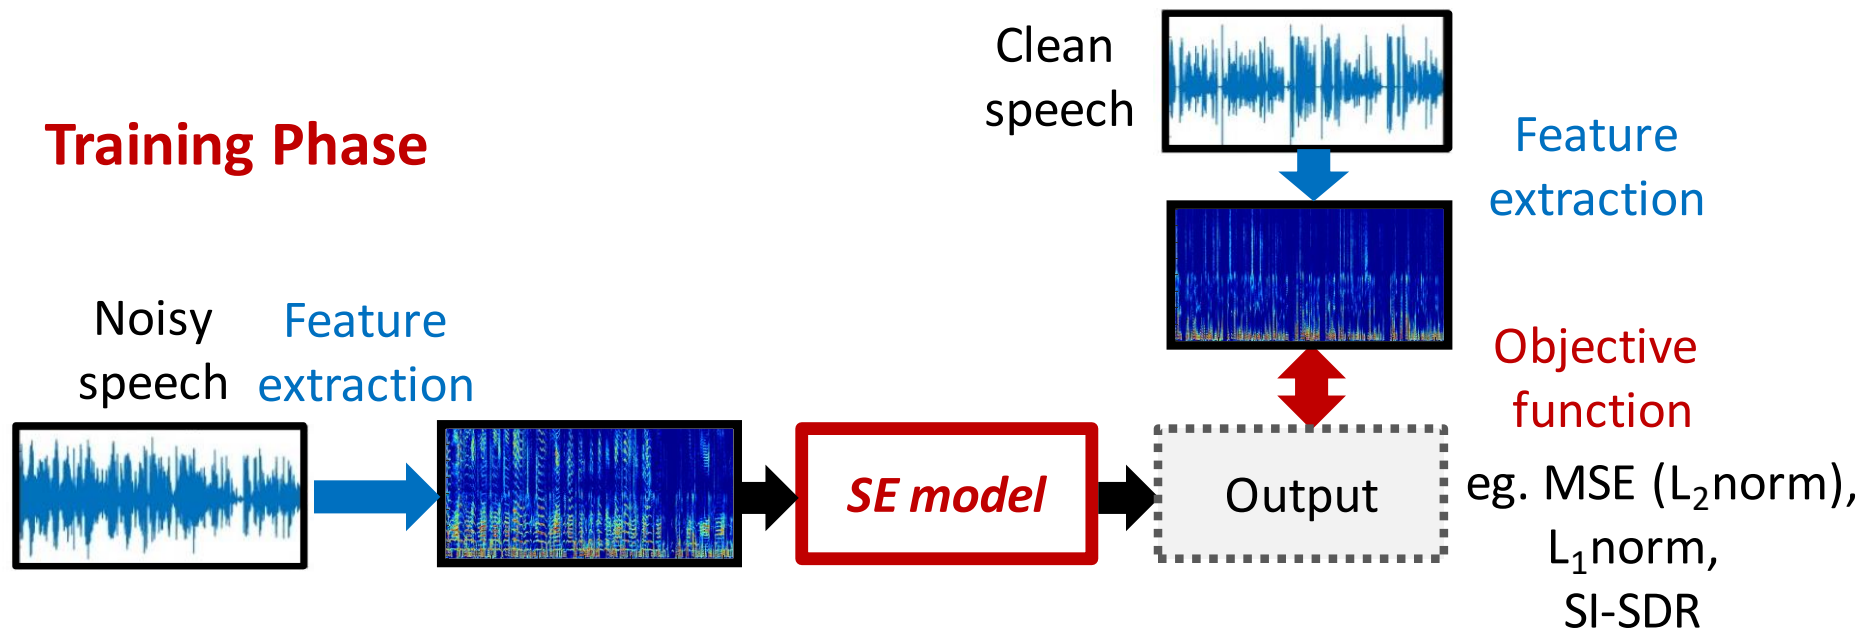 Training Phase
Noisy
speech
Feature
extraction
SE model
Output
Clean
speech
Feature
extraction
Objective
function
eg. MSE (L₂norm),
L₁norm,
SI-SDR